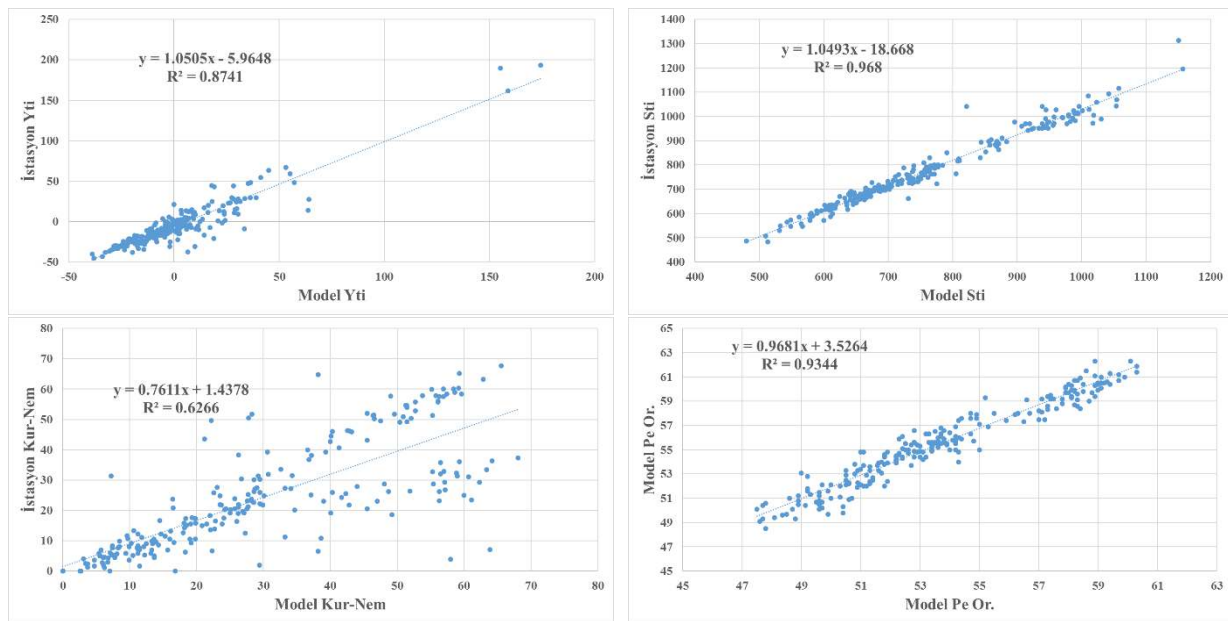 250
200
150
100
50
0
-50
İstasyon Yti
y = 1.0505x - 5.9648
R² = 0.8741
-50 0 50 100 150 200
Model Yti
1400
1300
1200
1100
1000
900
800
700
600
500
400
İstasyon Sti
y = 1.0493x - 18.668
R² = 0.968
400 500 600 700 800 900 1000 1100 1200
Model Sti
80
70
60
50
40
30
20
10
0
İstasyon Kur-Nem
y = 0.7611x + 1.4378
R² = 0.6266
0 10 20 30 40 50 60 70 80
Model Kur-Nem
65
63
61
59
57
55
53
51
49
47
45
Model Pe Or.
y = 0.9681x + 3.5264
R² = 0.9344
45 47 49 51 53 55 57 59 61 63
Model Pe Or.